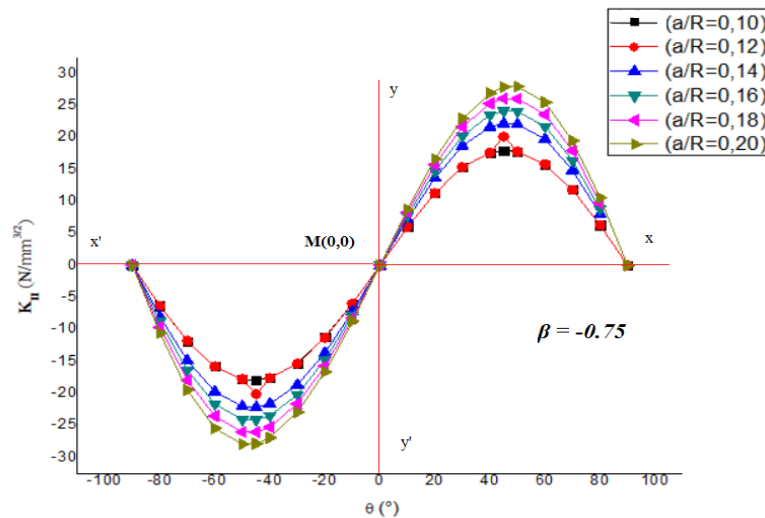 (a/R=0,10)
(a/R=0,12)
(a/R=0,14)
(a/R=0,16)
(a/R=0,18)
(a/R=0,20)
30
25
20
15
10
5
0
-5
-10
-15
-20
-25
-30
K_II (N/mm^3/2)
y
x'
M(0,0)
x
β = -0.75
y'
-100 -80 -60 -40 -20 0 20 40 60 80 100
θ (°)